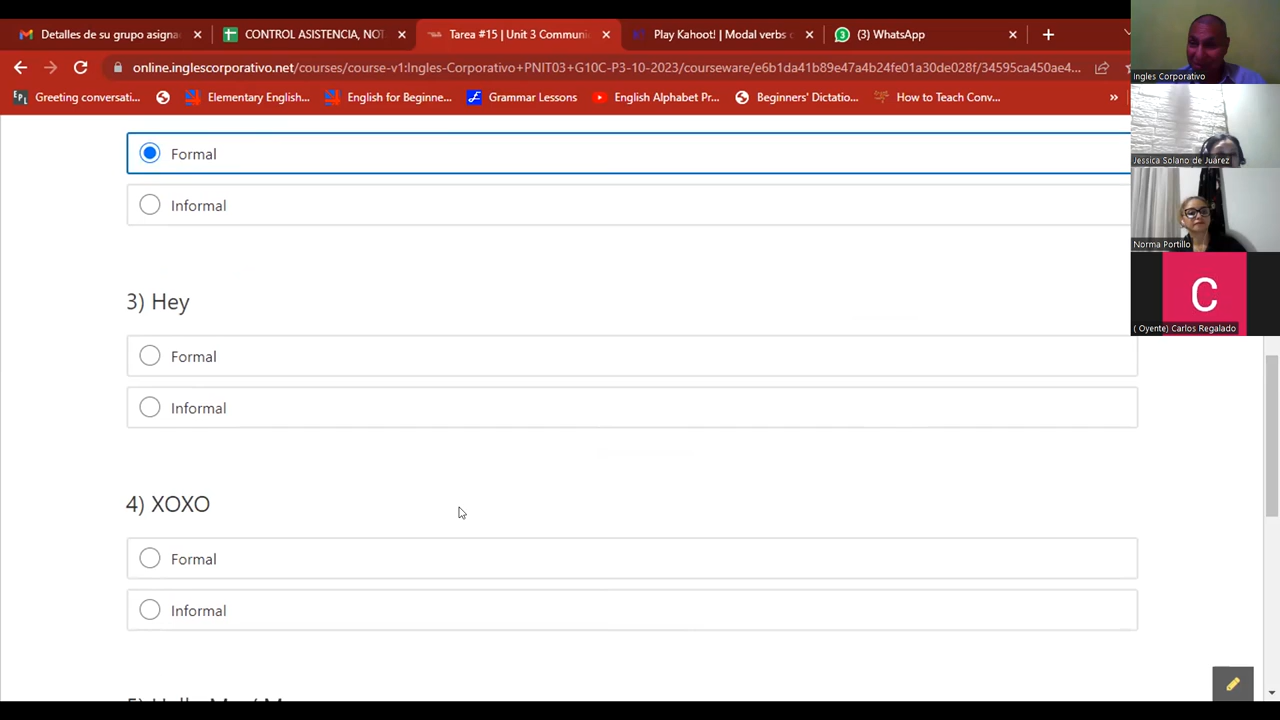 Detalles de su grupo asigna
CONTROL ASISTENCIA, NOT
Tarea #15 | Unit 3 Communi
Play Kahoot! | Modal verbs c
(3) WhatsApp
online.inglescorporativo.net/courses/course-v1:Ingles-Corporativo+PNIT03+G10C-P3-10-2023/courseware/e6b1da41b89e47a4b24fe01a30de028f/34595ca450ae4...
Greeting conversati...
Elementary English...
English for Beginne...
Grammar Lessons
English Alphabet Pr...
Beginners' Dictatio...
How to Teach Conv...
Ingles Corporativo
Jessica Solano de Juárez
Norma Portillo
C
( Oyente) Carlos Regalado
Formal
Informal
3) Hey
Formal
Informal
4) XOXO
Formal
Informal